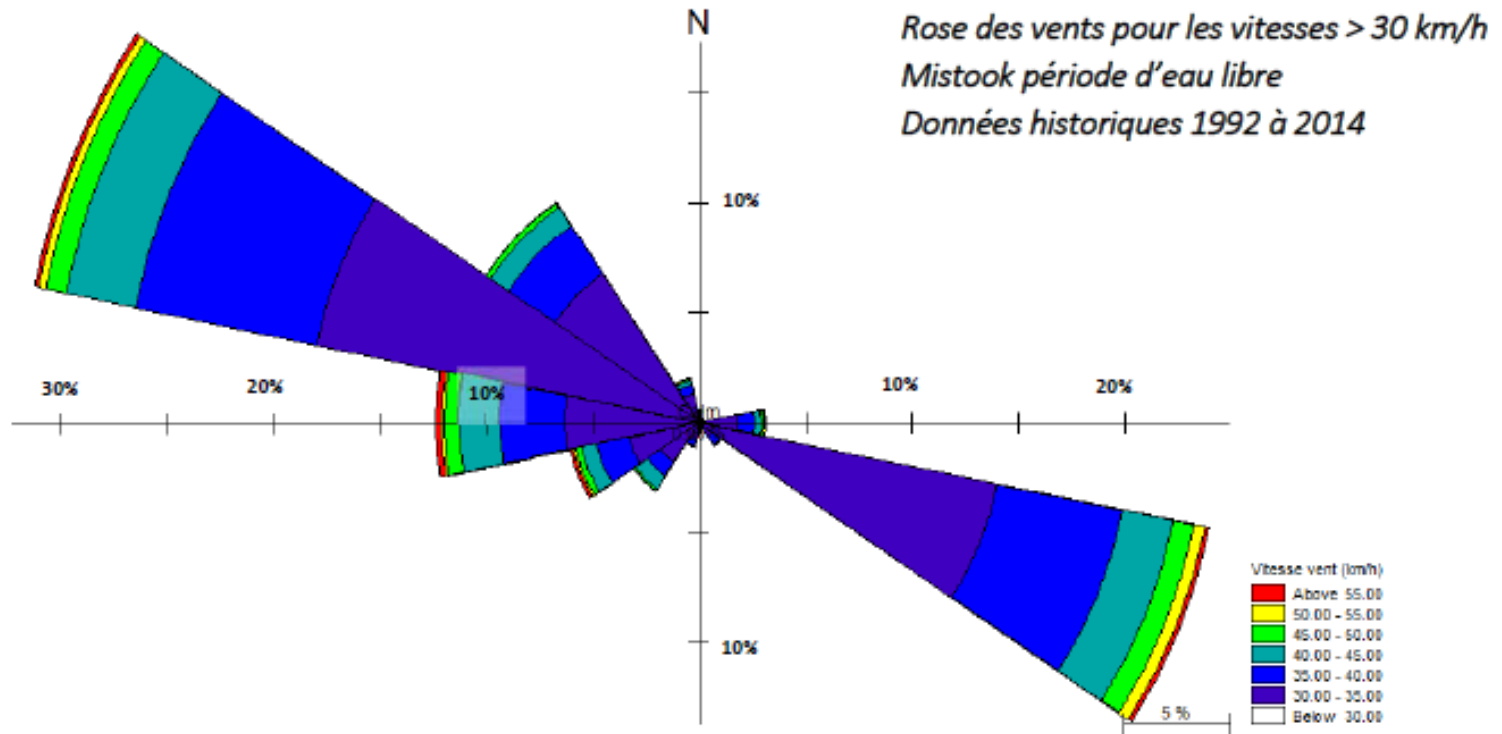 N
Rose des vents pour les vitesses > 30 km/h
Mistook période d'eau libre
Données historiques 1992 à 2014
10%
30%
20%
10%
10%
20%
10%
5 %
Vitesse vent (km/h)
Above 55.00
50.00 - 55.00
45.00 - 50.00
40.00 - 45.00
35.00 - 40.00
30.00 - 35.00
Below 30.00